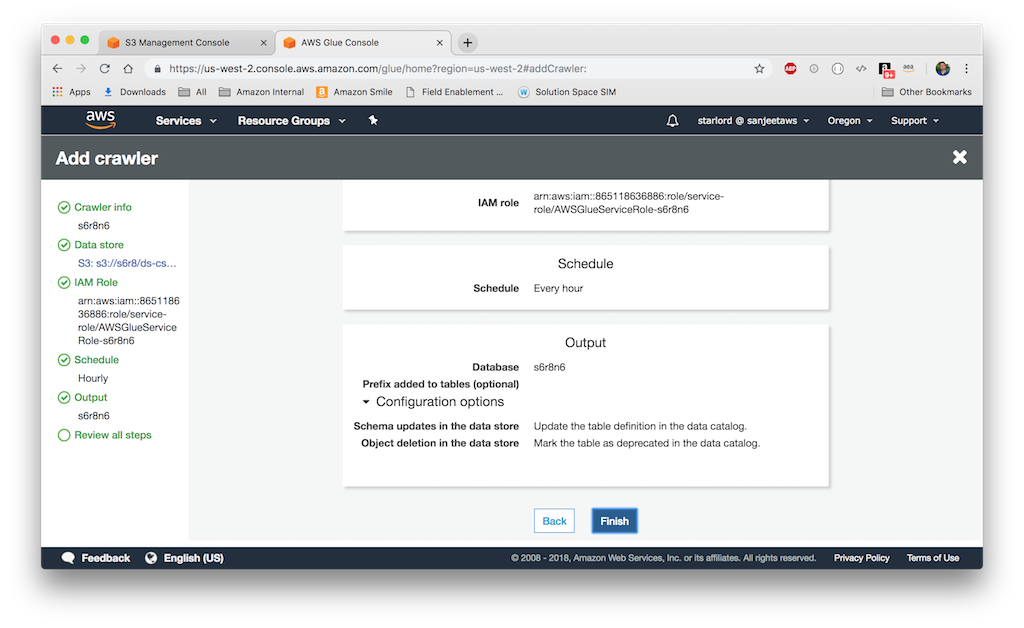 S3 Management Console
AWS Glue Console
https://us-west-2.console.aws.amazon.com/glue/home?region=us-west-2#addCrawler:
ABP
a
9+
aea
Apps
Downloads
All
Amazon Internal
a
Amazon Smile
Field Enablement ...
W
Solution Space SIM
Other Bookmarks
aws
Services
Resource Groups
starlord @ sanjeetaws
Oregon
Support
Add crawler
Crawler info
s6r8n6
Data store
S3: s3://s6r8/ds-cs...
IAM Role
arn:aws:iam::8651186
36886:role/service-
role/AWSGlueService
Role-s6r8n6
Schedule
Hourly
Output
s6r8n6
Review all steps
IAM role
arn:aws:iam::865118636886:role/service-
role/AWSGlueServiceRole-s6r8n6
Schedule
Schedule Every hour
Output
Database s6r8n6
Prefix added to tables (optional)
Configuration options
Schema updates in the data store Update the table definition in the data catalog.
Object deletion in the data store Mark the table as deprecated in the data catalog.
Back
Finish
Feedback
English (US)
© 2008 - 2018, Amazon Web Services, Inc. or its affiliates. All rights reserved.
Privacy Policy
Terms of Use